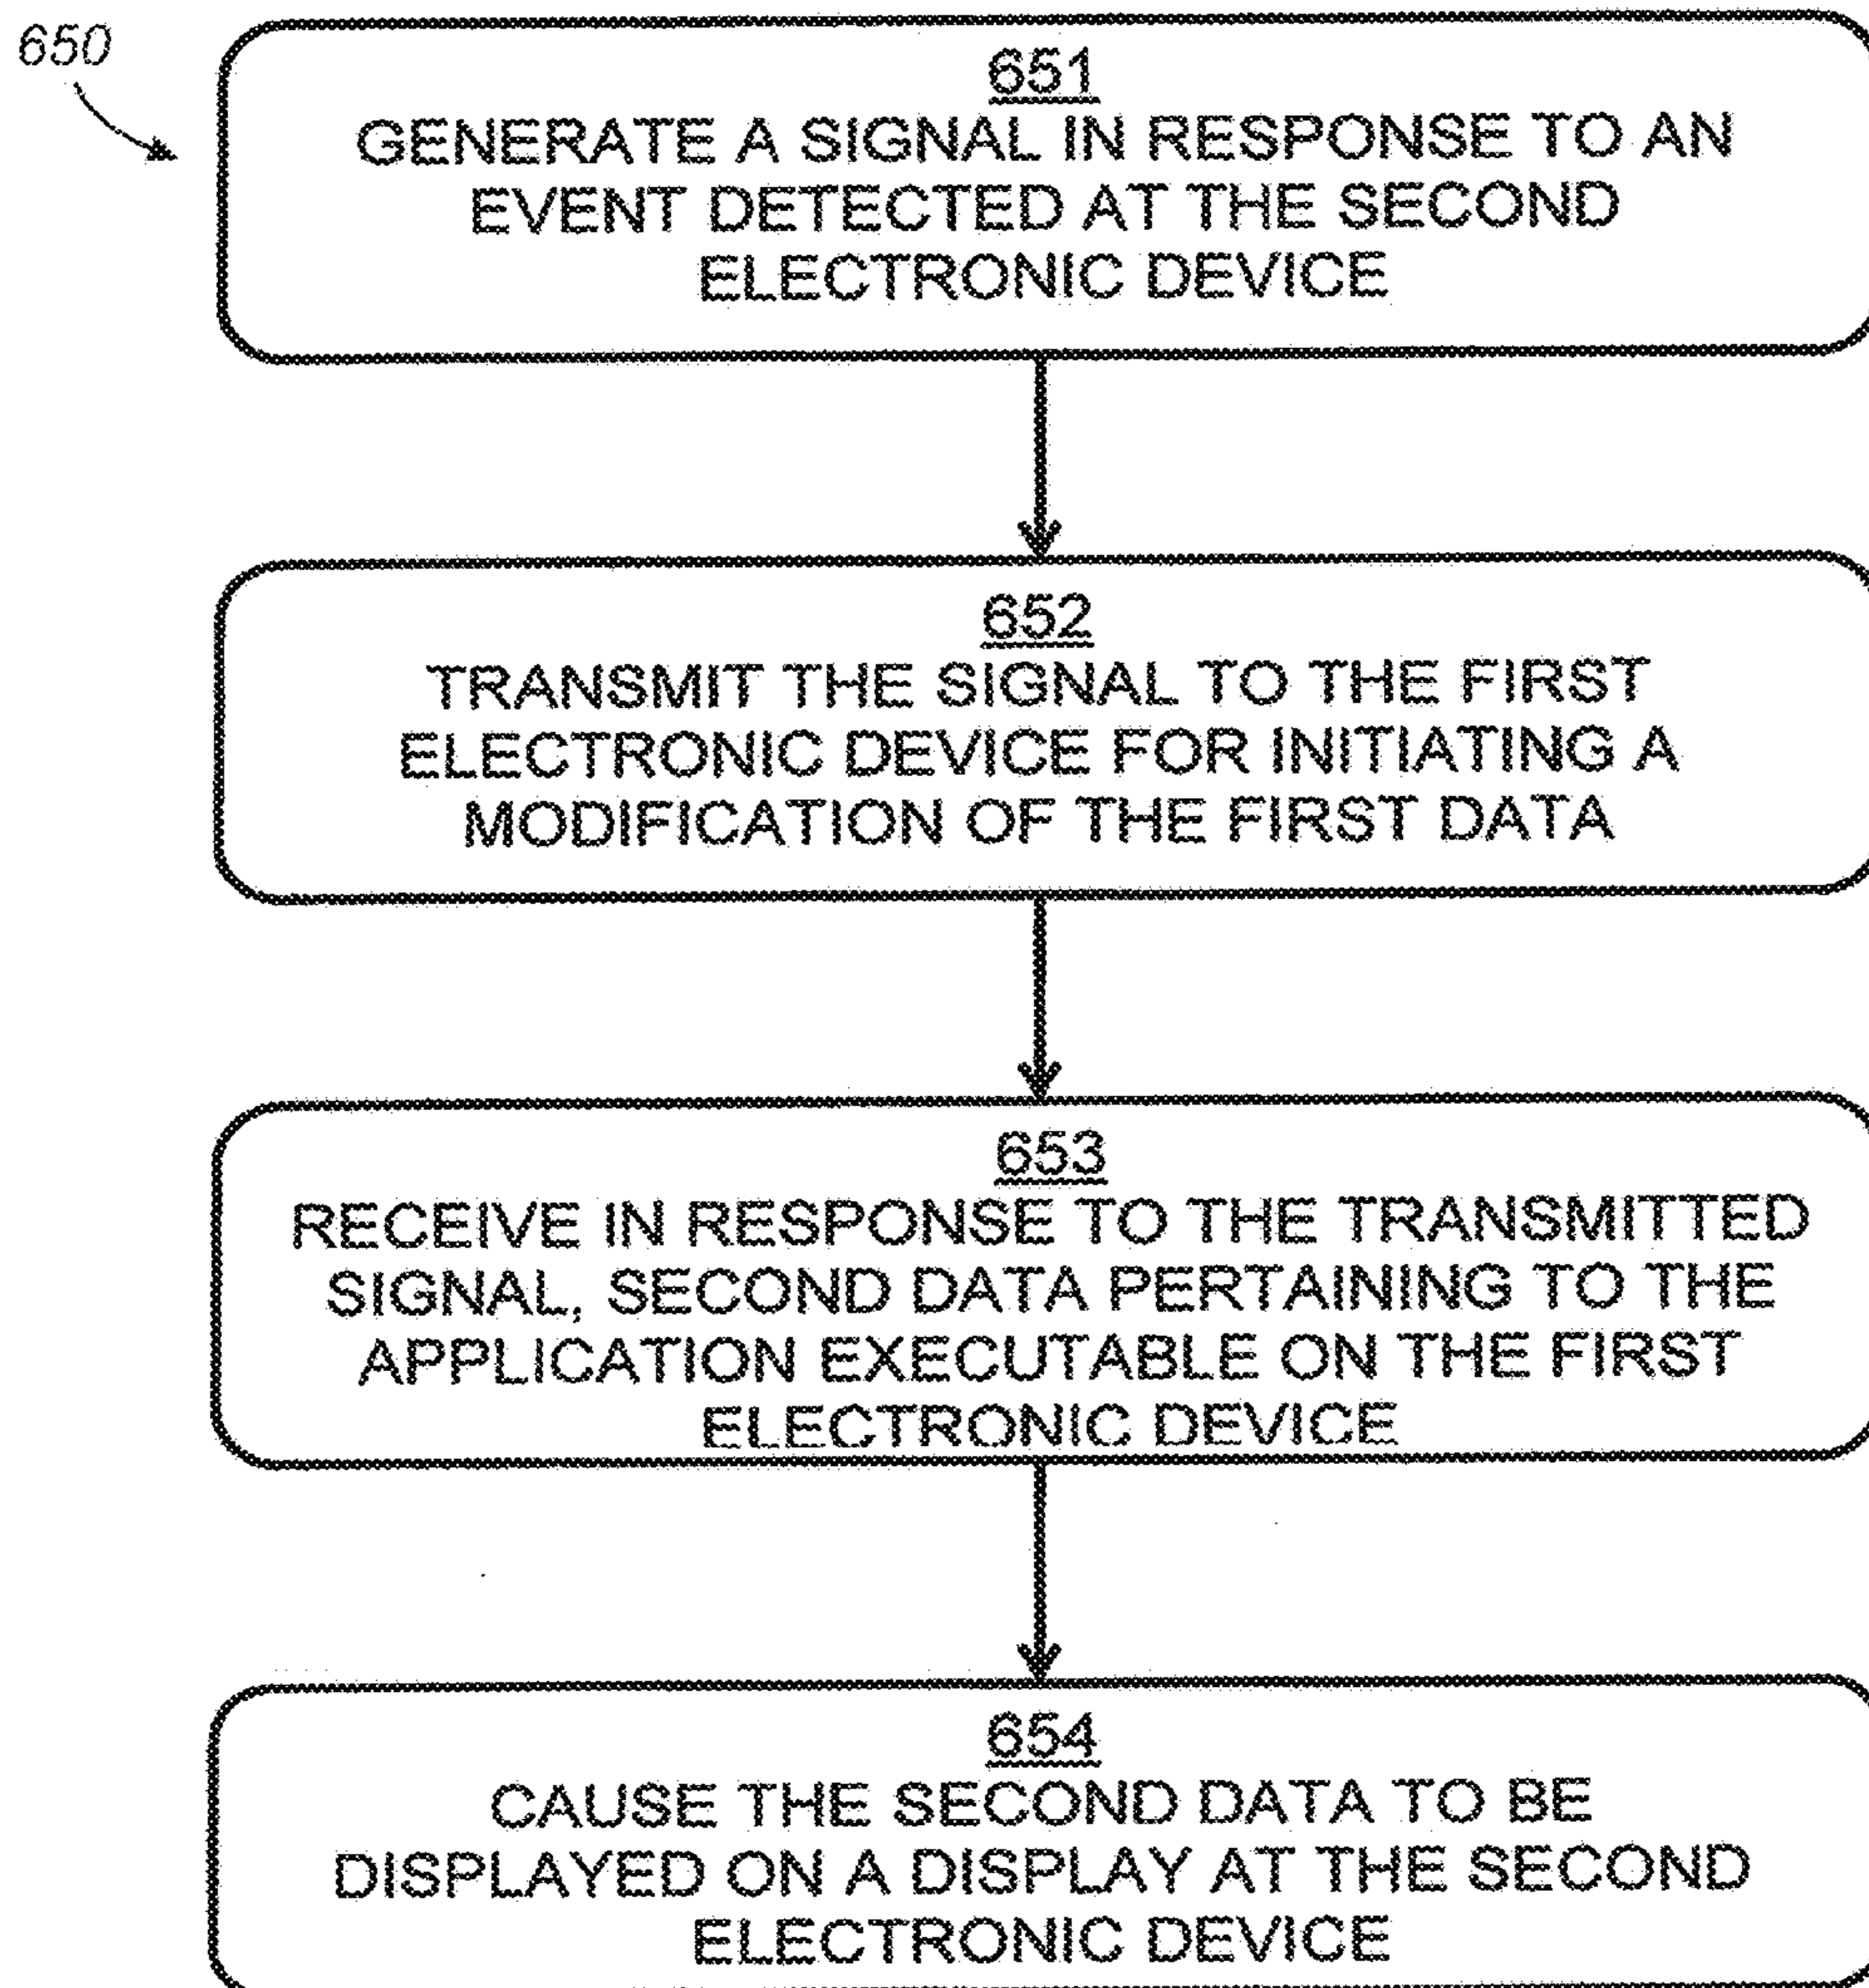 650
651
GENERATE A SIGNAL IN RESPONSE TO AN
EVENT DETECTED AT THE SECOND
ELECTRONIC DEVICE
652
TRANSMIT THE SIGNAL TO THE FIRST
ELECTRONIC DEVICE FOR INITIATING A
MODIFICATION OF THE FIRST DATA
653
RECEIVE IN RESPONSE TO THE TRANSMITTED
SIGNAL, SECOND DATA PERTAINING TO THE
APPLICATION EXECUTABLE ON THE FIRST
ELECTRONIC DEVICE
654
CAUSE THE SECOND DATA TO BE
DISPLAYED ON A DISPLAY AT THE SECOND
ELECTRONIC DEVICE